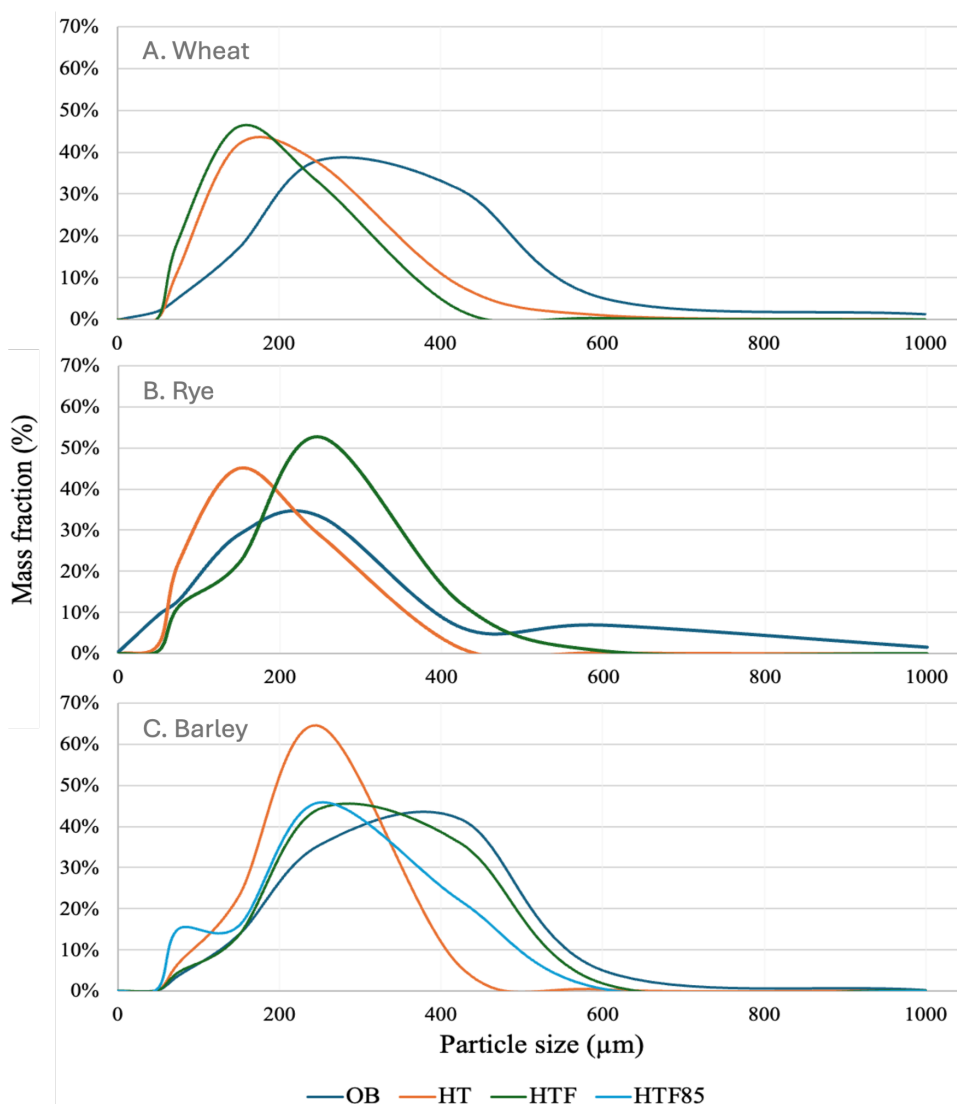 70%
A. Wheat
60%
50%
40%
30%
20%
10%
0%
0 200 400 600 800 1000
Mass fraction (%)
70%
B. Rye
60%
50%
40%
30%
20%
10%
0%
0 200 400 600 800 1000
70%
C. Barley
60%
50%
40%
30%
20%
10%
0%
0 200 400 600 800 1000
Particle size (µm)
OB HT HTF HTF85